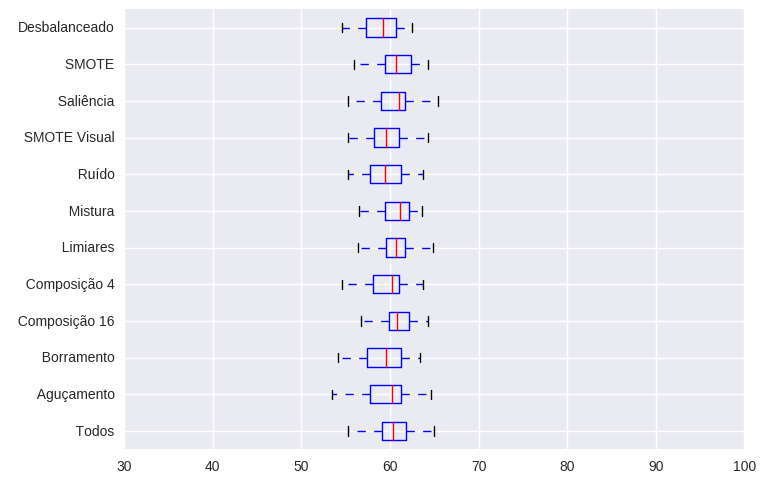 Desbalanceado
SMOTE
Saliência
SMOTE Visual
Ruído
Mistura
Limiares
Composição 4
Composição 16
Borramento
Aguçamento
Todos
30 40 50 60 70 80 90 100